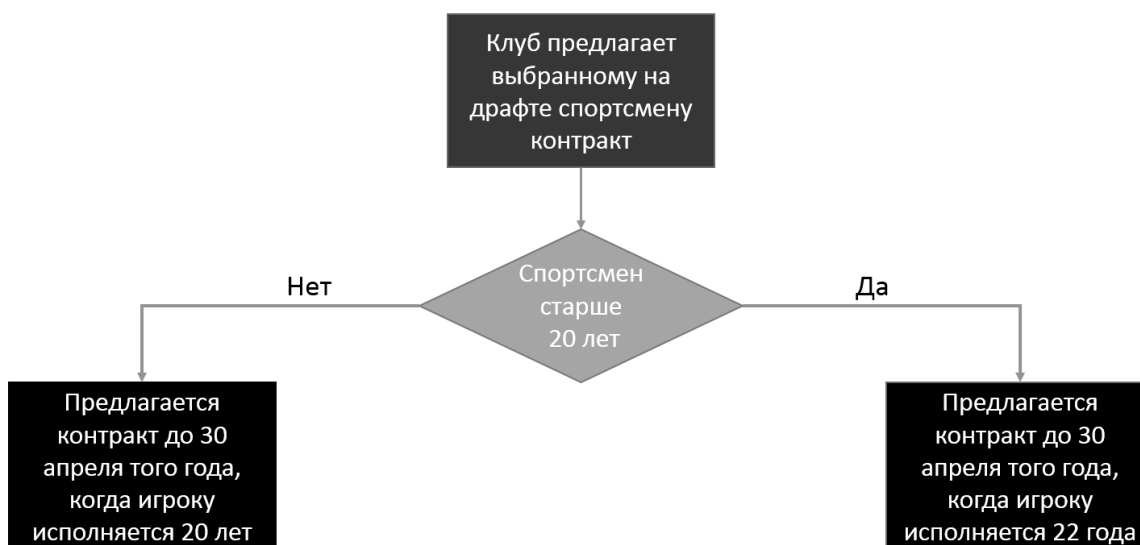 Клуб предлагает
выбранному на
драфте спортсмену
контракт
Нет
Спортсмен
старше
20 лет
Да
Предлагается
контракт до 30
апреля того года,
когда игроку
исполняется 20 лет
Предлагается
контракт до 30
апреля того года,
когда игроку
исполняется 22 года